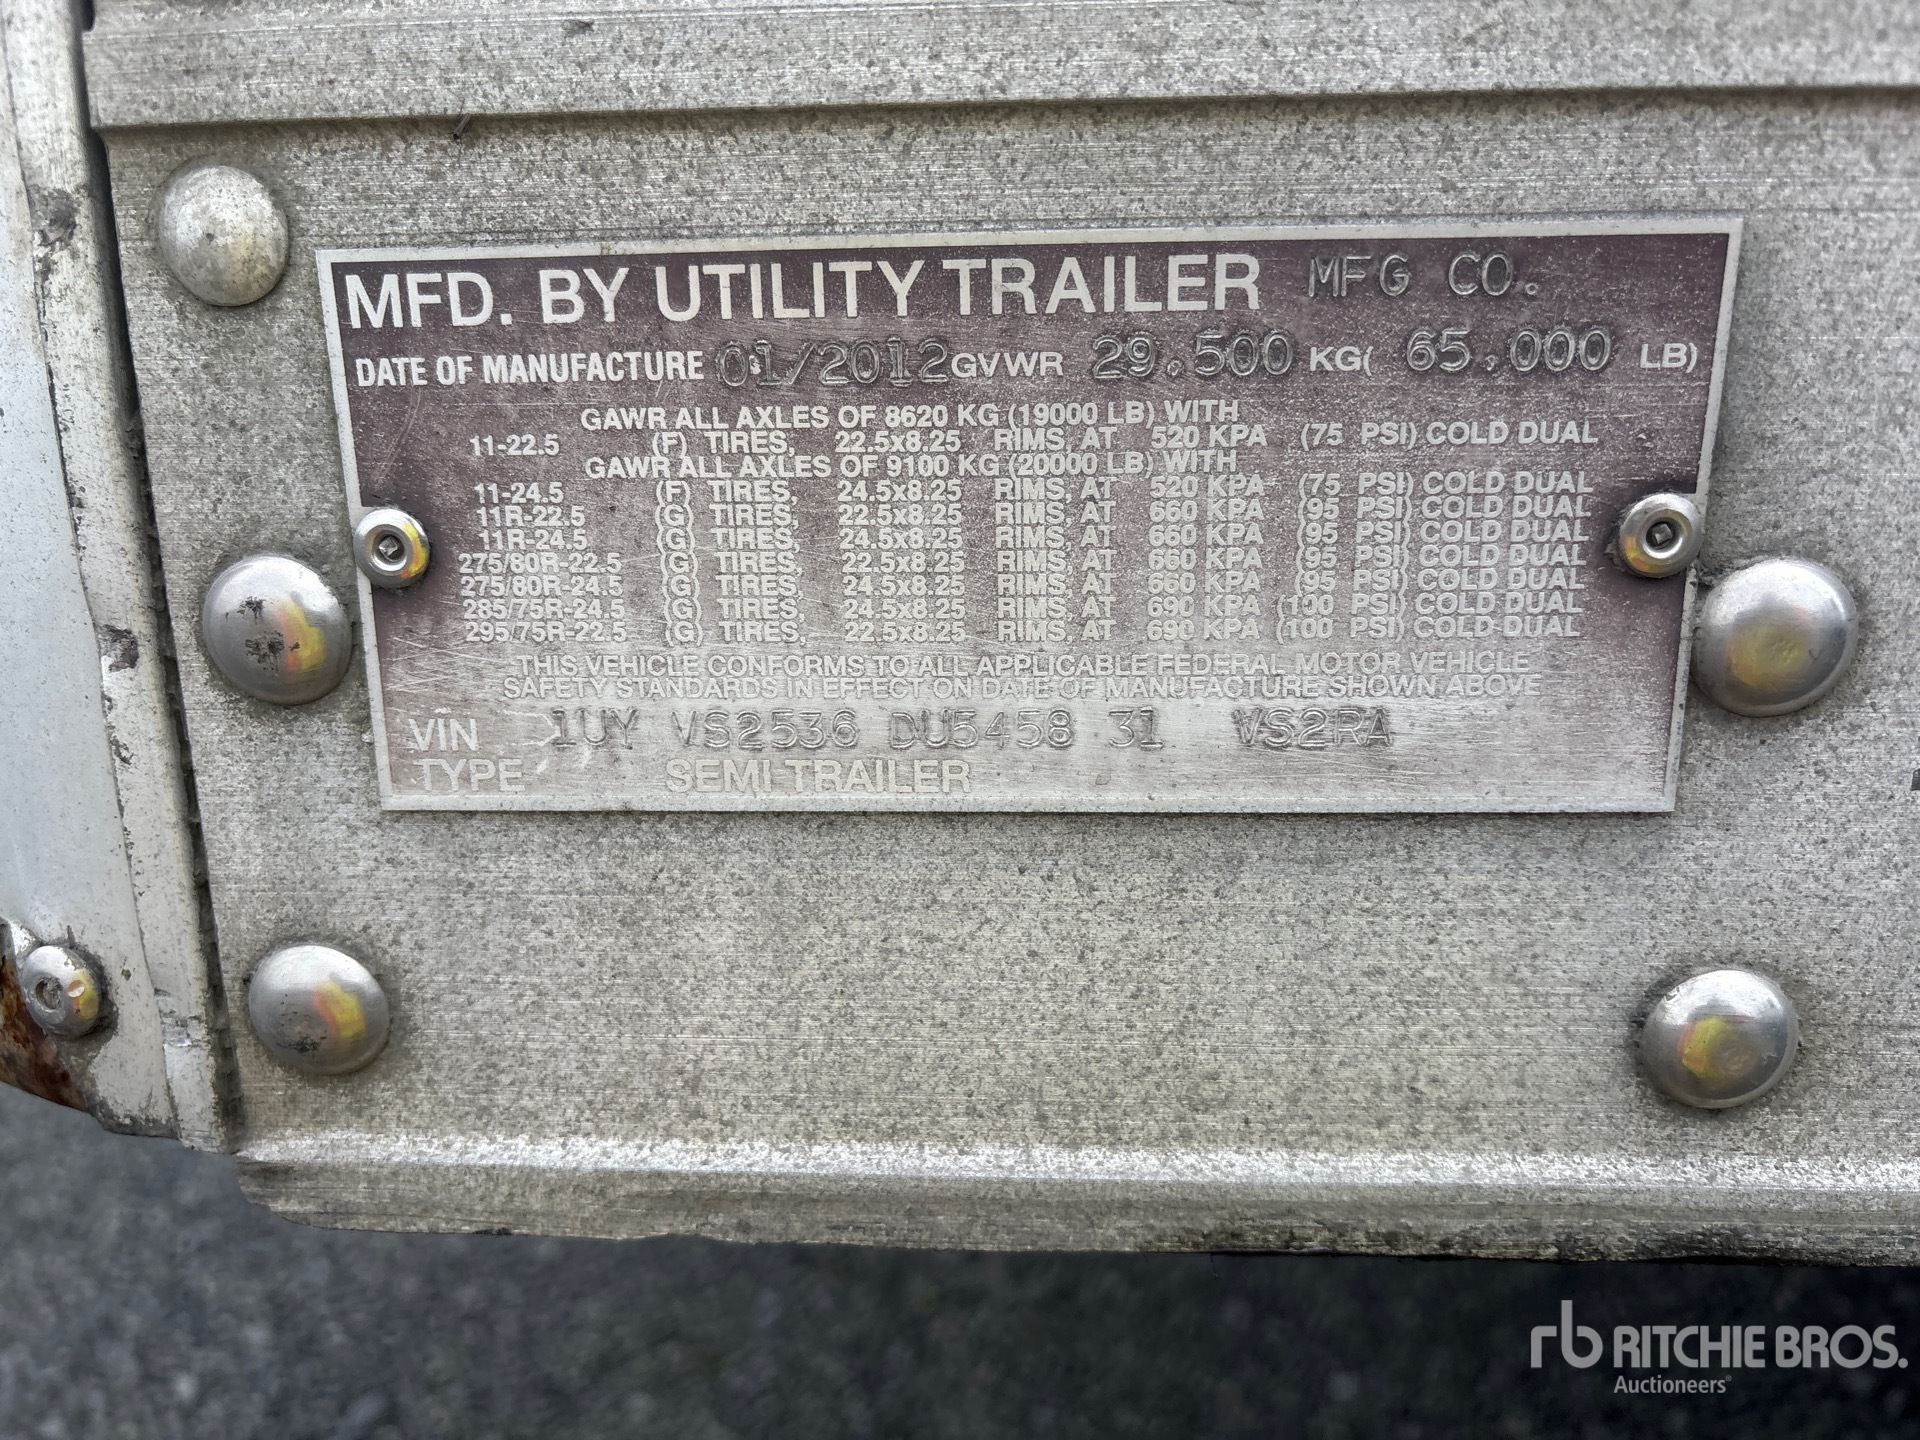 MFD. BY UTILITY TRAILER MFG CO.
DATE OF MANUFACTURE 01/2012 GVWR 29,500 KG( 65,000 LB)
GAWR ALL AXLES OF 8620 KG (19000 LB) WITH
11-22.5 (F) TIRES, 22.5x8.25 RIMS, AT 520 KPA (75 PSI) COLD DUAL
GAWR ALL AXLES OF 9100 KG (20000 LB) WITH
11-24.5 (F) TIRES, 24.5x8.25 RIMS, AT 520 KPA (75 PSI) COLD DUAL
11R-22.5 (G) TIRES, 22.5x8.25 RIMS, AT 660 KPA (95 PSI) COLD DUAL
11R-24.5 (G) TIRES, 24.5x8.25 RIMS, AT 660 KPA (95 PSI) COLD DUAL
275/80R-22.5 (G) TIRES, 22.5x8.25 RIMS, AT 660 KPA (95 PSI) COLD DUAL
275/80R-24.5 (G) TIRES, 24.5x8.25 RIMS, AT 660 KPA (95 PSI) COLD DUAL
285/75R-24.5 (G) TIRES, 24.5x8.25 RIMS, AT 690 KPA (100 PSI) COLD DUAL
295/75R-22.5 (G) TIRES, 22.5x8.25 RIMS, AT 690 KPA (100 PSI) COLD DUAL
THIS VEHICLE CONFORMS TO ALL APPLICABLE FEDERAL MOTOR VEHICLE
SAFETY STANDARDS IN EFFECT ON DATE OF MANUFACTURE SHOWN ABOVE
VIN 1UY VS2536 DU5458 31 VS2RA
TYPE SEMI-TRAILER
rb RITCHIE BROS.
Auctioneers®